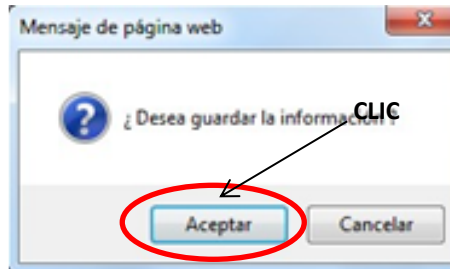 Mensaje de página web
¿ Desea guardar la información ?
CLIC
Aceptar
Cancelar